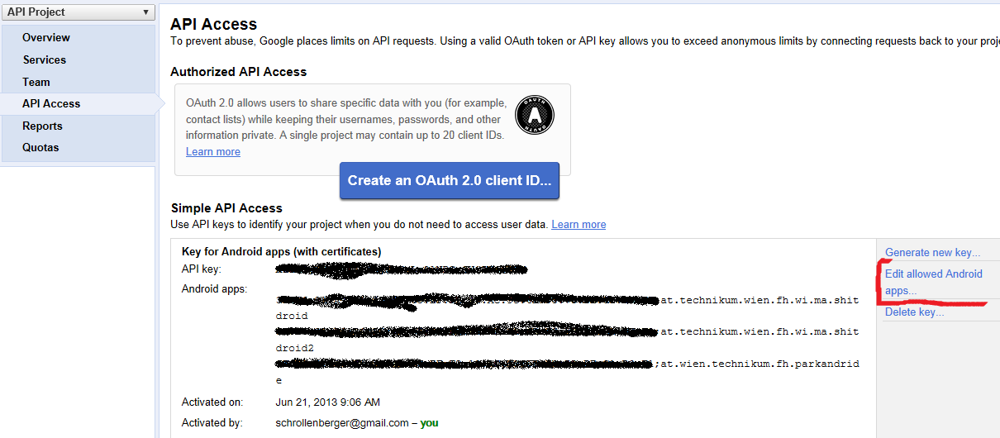 API Project
Overview
Services
Team
API Access
Reports
Quotas
API Access
To prevent abuse, Google places limits on API requests. Using a valid OAuth token or API key allows you to exceed anonymous limits by connecting requests back to your
Authorized API Access
OAuth 2.0 allows users to share specific data with you (for example,
contact lists) while keeping their usernames, passwords, and other
information private. A single project may contain up to 20 client IDs.
Learn more
OAUTH
A
OAUTH
Create an OAuth 2.0 client ID...
Simple API Access
Use API keys to identify your project when you do not need to access user data. Learn more
Key for Android apps (with certificates)
API key:
Android apps:
;at.technikum.wien.fh.wi.ma.shit
droid
;at.technikum.wien.fh.wi.ma.shit
droid2
;at.wien.technikum.fh.parkandrid
e
Activated on: Jun 21, 2013 9:06 AM
Activated by: schrollenberger@gmail.com – you
Generate new key...
Edit allowed Android
apps...
Delete key...